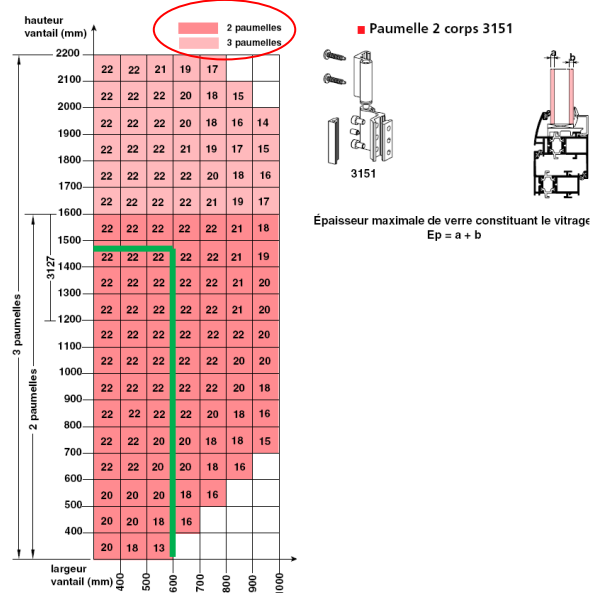 hauteur
vantail (mm)
2 paumelles
3 paumelles
Paumelle 2 corps 3151
a
b
3151
Épaisseur maximale de verre constituant le vitrage
Ep = a + b
2200
22 22 21 19 17
2100
22 22 22 20 18 15
2000
22 22 22 20 18 16 14
1900
22 22 22 21 19 17 15
1800
22 22 22 22 20 18 16
1700
22 22 22 22 21 19 17
1600
22 22 22 22 22 21 18
1500
22 22 22 22 22 21 19
1400
22 22 22 22 22 21 20
1300
22 22 22 22 22 21 20
1200
22 22 22 22 22 22 22
1100
22 22 22 22 22 20 20
1000
22 22 22 22 22 20 18
900
22 22 22 22 20 18 16
800
22 22 20 20 18 18 15
700
22 22 20 20 18 16
600
20 20 20 18 16
500
20 20 18 16
400
20 18 13
3127
3 paumelles
2 paumelles
largeur
vantail (mm)
400 500 600 700 800 900 1000